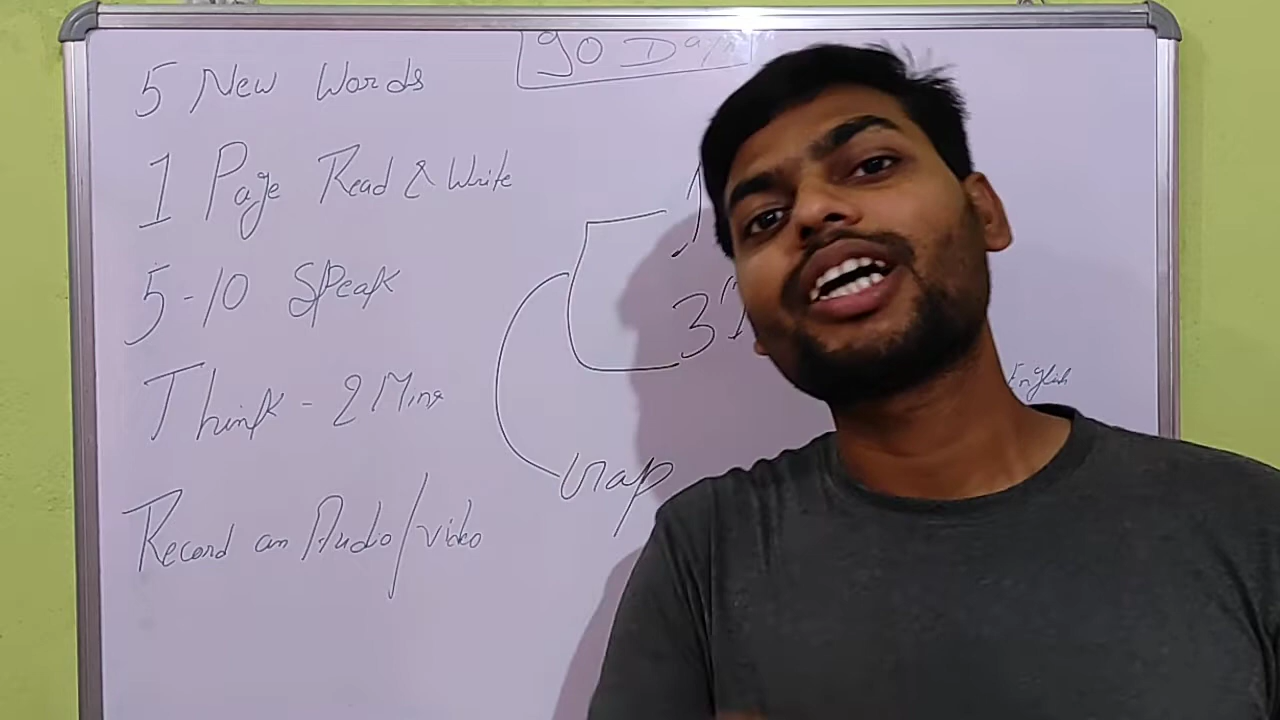 90 Days
5 New Words
1 Page Read & Write
5-10 Speak
Think - 2 Mins
Record an Audio/video
3
English